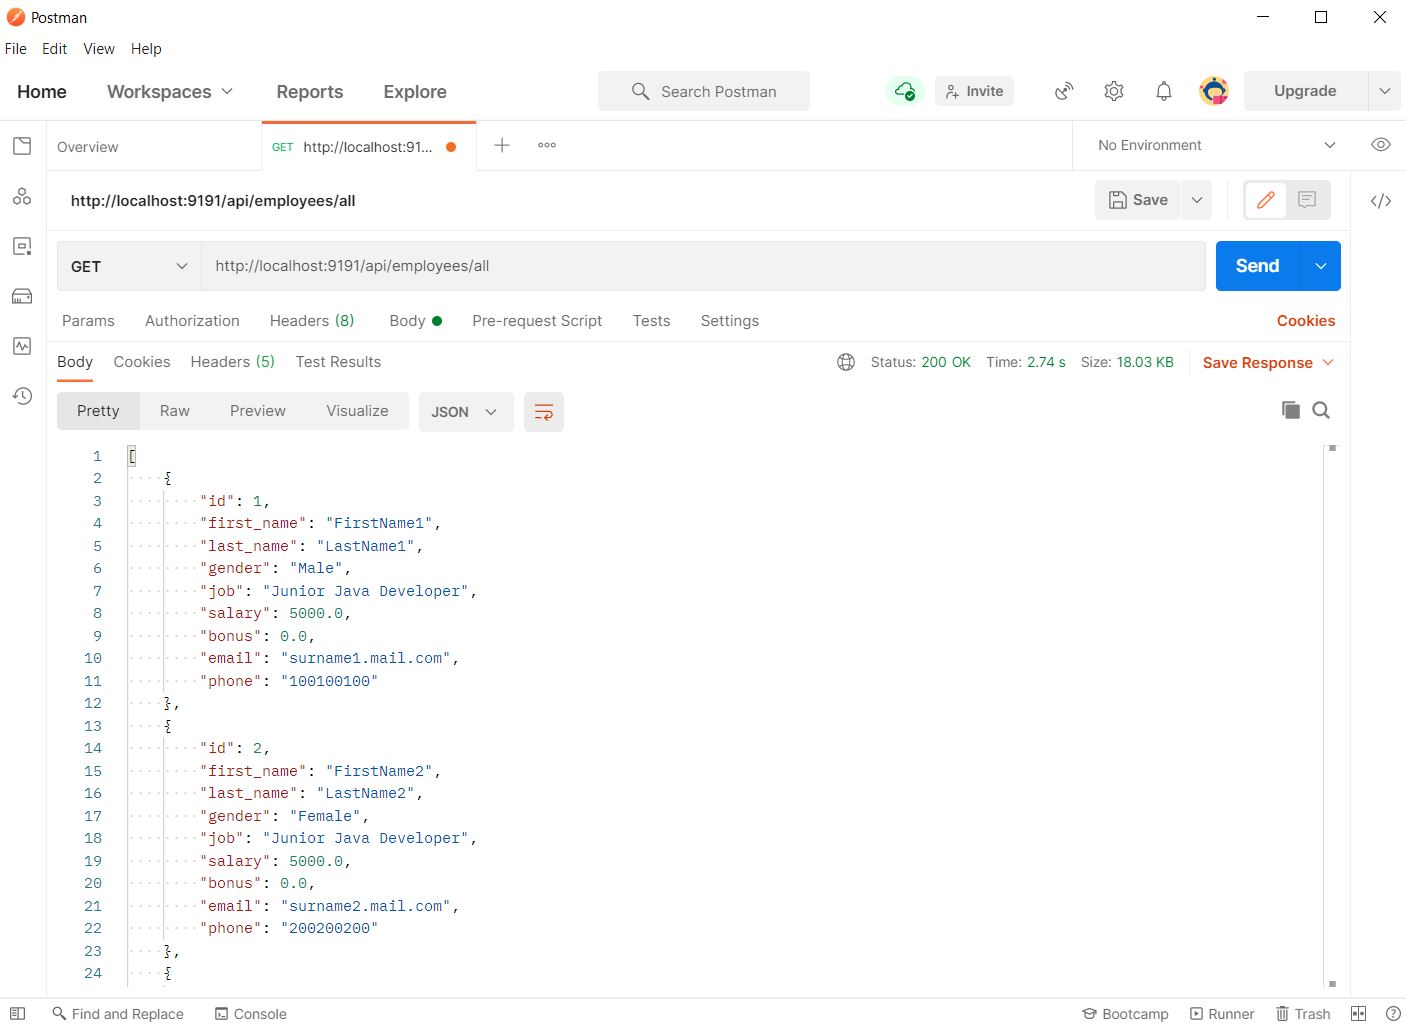 Postman
File Edit View Help
Home Workspaces Reports Explore Search Postman Invite Upgrade
Overview GET http://localhost:91... No Environment
http://localhost:9191/api/employees/all Save
GET http://localhost:9191/api/employees/all Send
Params Authorization Headers (8) Body Pre-request Script Tests Settings Cookies
Body Cookies Headers (5) Test Results Status: 200 OK Time: 2.74 s Size: 18.03 KB Save Response
Pretty Raw Preview Visualize JSON
1 [
2 {
3 "id": 1,
4 "first_name": "FirstName1",
5 "last_name": "LastName1",
6 "gender": "Male",
7 "job": "Junior Java Developer",
8 "salary": 5000.0,
9 "bonus": 0.0,
10 "email": "surname1.mail.com",
11 "phone": "100100100"
12 },
13 {
14 "id": 2,
15 "first_name": "FirstName2",
16 "last_name": "LastName2",
17 "gender": "Female",
18 "job": "Junior Java Developer",
19 "salary": 5000.0,
20 "bonus": 0.0,
21 "email": "surname2.mail.com",
22 "phone": "200200200"
23 },
24 {
Find and Replace Console Bootcamp Runner Trash